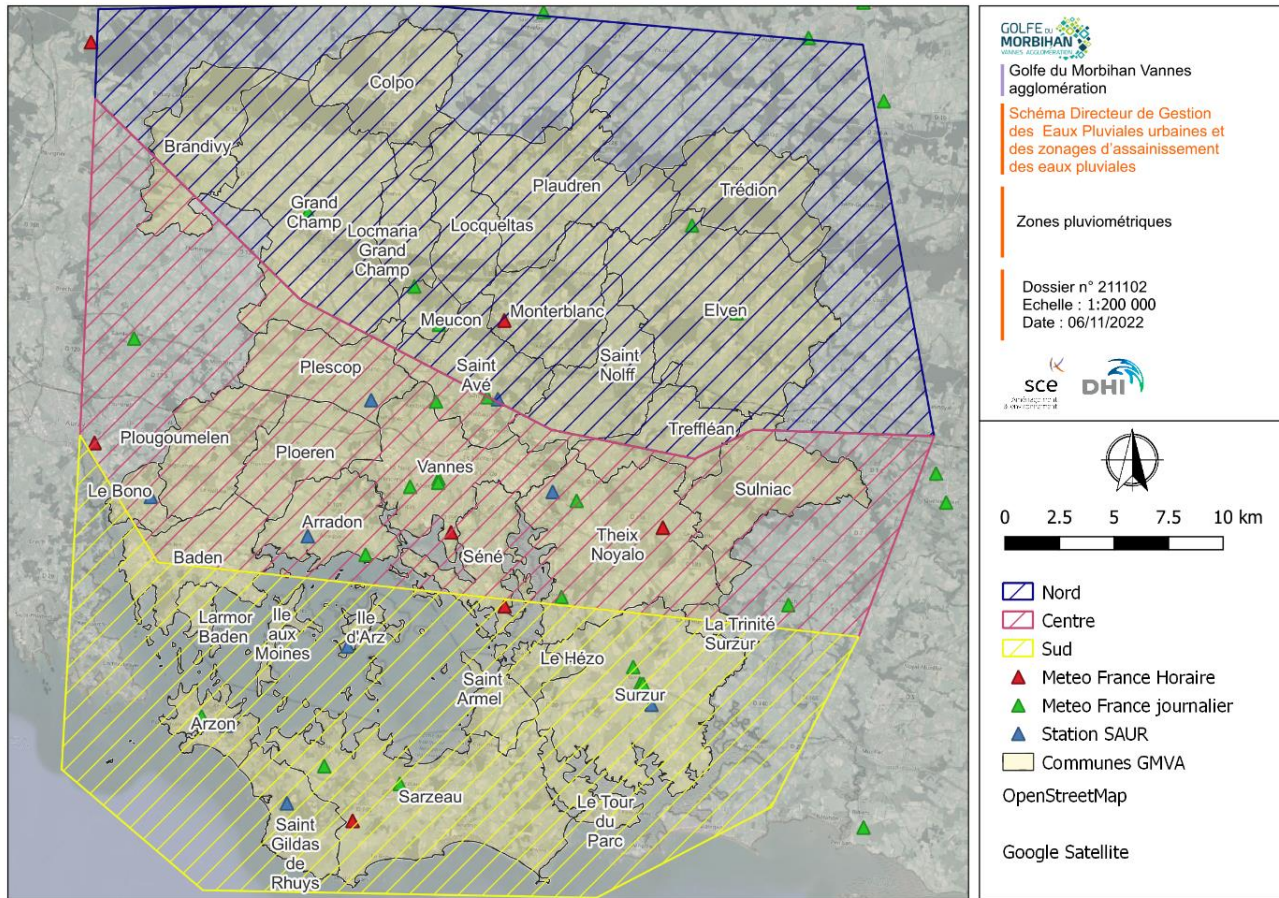 Colpo
Brandivy
Plaudren
Trédion
Grand
Champ
Locmaria
Grand
Champ
Locqueltas
Meucon
Monterblanc
Elven
Plescop
Saint
Avé
Saint
Nolff
Treffléan
Plougoumelen
Ploeren
Vannes
Sulniac
Le Bono
Arradon
Theix
Noyalo
Baden
Séné
Larmor
Baden
Ile
aux
Moines
Ile
d'Arz
La Trinité
Surzur
Le Hézo
Saint
Armel
Surzur
Arzon
Sarzeau
Le Tour
du
Parc
Saint
Gildas
de
Rhuys
GOLFE DU
MORBIHAN
VANNES AGGLOMÉRATION
Golfe du Morbihan Vannes
agglomération
Schéma Directeur de Gestion
des Eaux Pluviales urbaines et
des zonages d'assainissement
des eaux pluviales
Zones pluviométriques
Dossier n° 211102
Echelle : 1:200 000
Date : 06/11/2022
sce
DHI
0 2.5 5 7.5 10 km
Nord
Centre
Sud
Meteo France Horaire
Meteo France journalier
Station SAUR
Communes GMVA
OpenStreetMap
Google Satellite